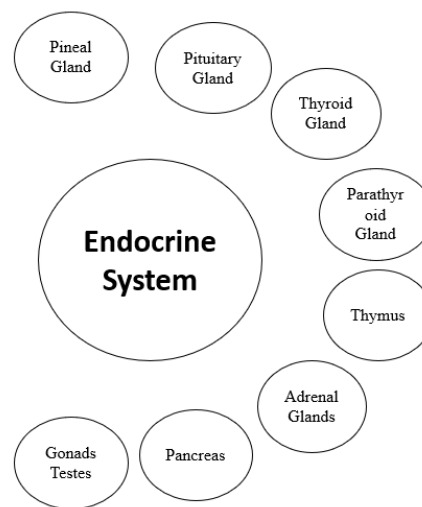 Pineal
Gland
Pituitary
Gland
Thyroid
Gland
Parathyr
oid
Gland
Endocrine
System
Thymus
Adrenal
Glands
Gonads
Testes
Pancreas